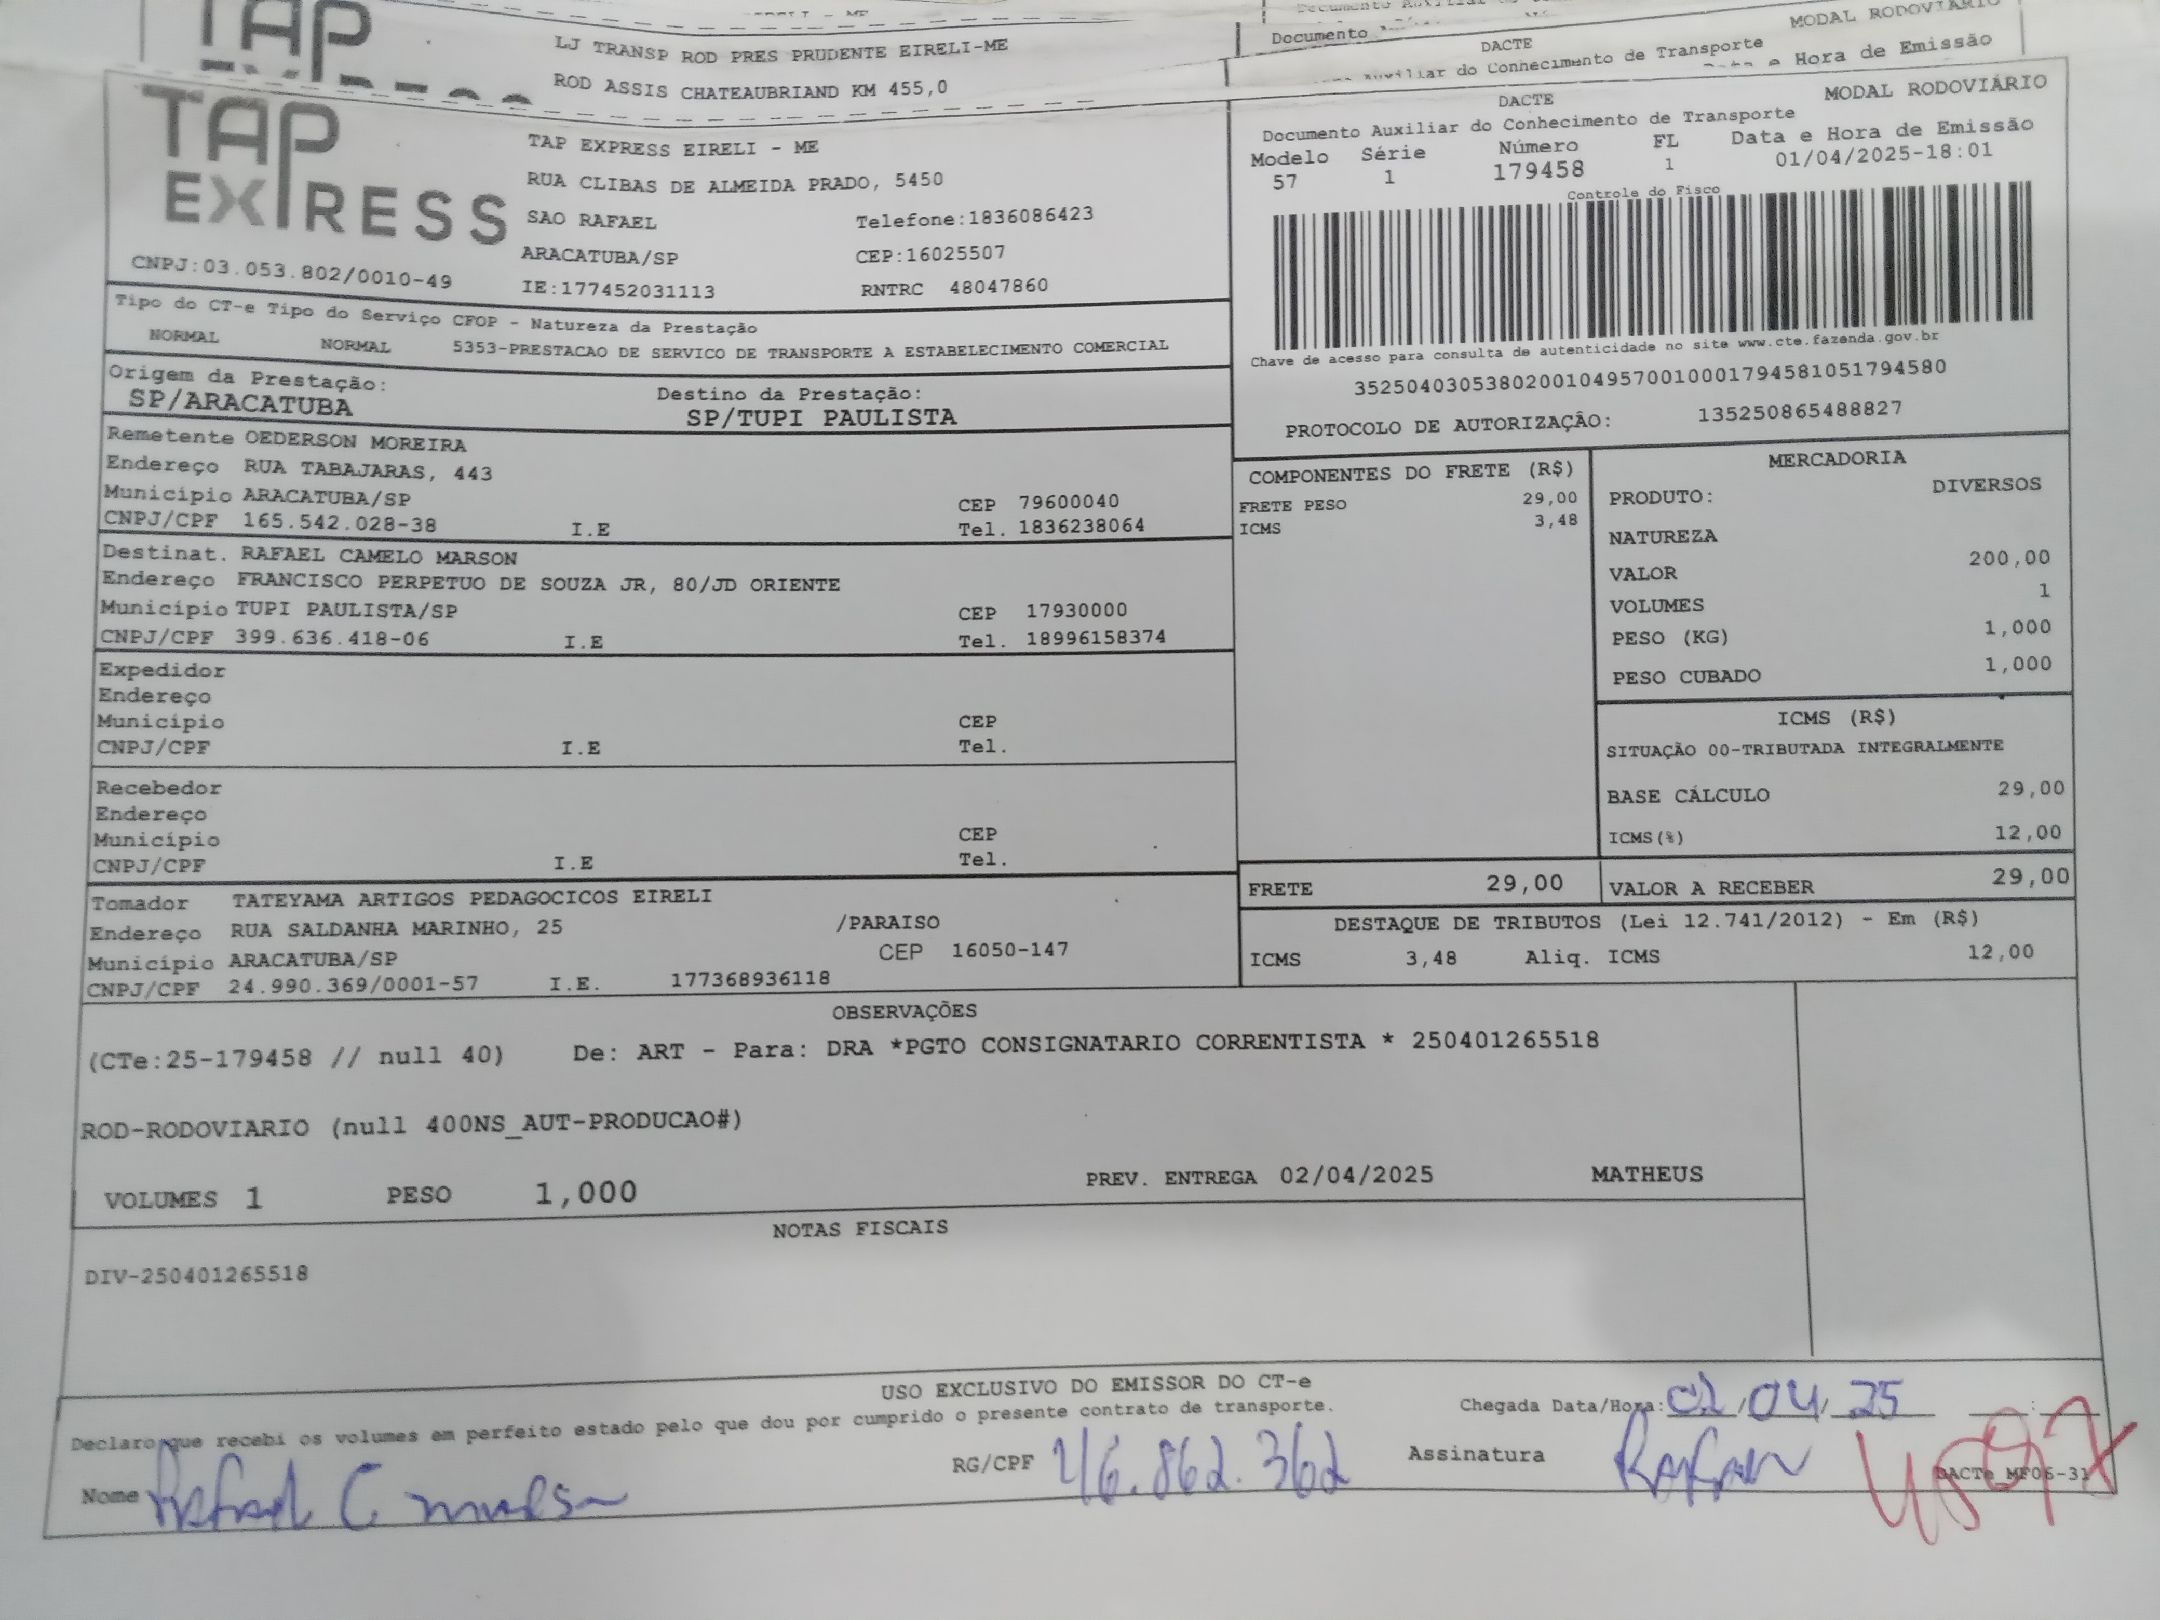 TAP
LJ TRANSP ROD PRES PRUDENTE EIRELI-ME
ROD ASSIS CHATEAUBRIAND KM 455,0
Documento
MODAL RODOVIÁRIO
DACTE
Auxiliar do Conhecimento de Transporte
e Hora de Emissão
TAP EXPRESS
TAP EXPRESS EIRELI - ME
RUA CLIBAS DE ALMEIDA PRADO, 5450
SAO RAFAEL Telefone:1836086423
ARACATUBA/SP CEP:16025507
CNPJ:03.053.802/0010-49 IE:177452031113 RNTRC 48047860
DACTE MODAL RODOVIÁRIO
Documento Auxiliar do Conhecimento de Transporte
Modelo Série Número FL Data e Hora de Emissão
57 1 179458 1 01/04/2025-18:01
Controle do Fisco
Chave de acesso para consulta de autenticidade no site www.cte.fazenda.gov.br
35250403053802001049570010001794581051794580
PROTOCOLO DE AUTORIZAÇÃO: 135250865488827
Tipo do CT-e Tipo do Serviço CFOP - Natureza da Prestação
NORMAL NORMAL 5353-PRESTACAO DE SERVICO DE TRANSPORTE A ESTABELECIMENTO COMERCIAL
Origem da Prestação: Destino da Prestação:
SP/ARACATUBA SP/TUPI PAULISTA
Remetente OEDERSON MOREIRA
Endereço RUA TABAJARAS, 443
Município ARACATUBA/SP CEP 79600040
CNPJ/CPF 165.542.028-38 I.E Tel. 1836238064
Destinat. RAFAEL CAMELO MARSON
Endereço FRANCISCO PERPETUO DE SOUZA JR, 80/JD ORIENTE
Município TUPI PAULISTA/SP CEP 17930000
CNPJ/CPF 399.636.418-06 I.E Tel. 18996158374
Expedidor
Endereço
Município CEP
CNPJ/CPF I.E Tel.
Recebedor
Endereço
Município CEP
CNPJ/CPF I.E Tel.
Tomador TATEYAMA ARTIGOS PEDAGOCICOS EIRELI
Endereço RUA SALDANHA MARINHO, 25 /PARAISO
Município ARACATUBA/SP CEP 16050-147
CNPJ/CPF 24.990.369/0001-57 I.E. 177368936118
COMPONENTES DO FRETE (R$)
FRETE PESO 29,00
ICMS 3,48
MERCADORIA
PRODUTO: DIVERSOS
NATUREZA
VALOR 200,00
VOLUMES 1
PESO (KG) 1,000
PESO CUBADO 1,000
ICMS (R$)
SITUAÇÃO 00-TRIBUTADA INTEGRALMENTE
BASE CÁLCULO 29,00
ICMS(%) 12,00
FRETE 29,00 VALOR A RECEBER 29,00
DESTAQUE DE TRIBUTOS (Lei 12.741/2012) - Em (R$)
ICMS 3,48 Aliq. ICMS 12,00
OBSERVAÇÕES
(CTe:25-179458 // null 40) De: ART - Para: DRA *PGTO CONSIGNATARIO CORRENTISTA * 250401265518
ROD-RODOVIARIO (null 400NS_AUT-PRODUCAO#)
VOLUMES 1 PESO 1,000 PREV. ENTREGA 02/04/2025 MATHEUS
NOTAS FISCAIS
DIV-250401265518
USO EXCLUSIVO DO EMISSOR DO CT-e
Declaro que recebi os volumes em perfeito estado pelo que dou por cumprido o presente contrato de transporte. Chegada Data/Hora: 02/04/25 :
Nome Rafael C RG/CPF 46.862.362 Assinatura Rafael
DACTe MF06-31